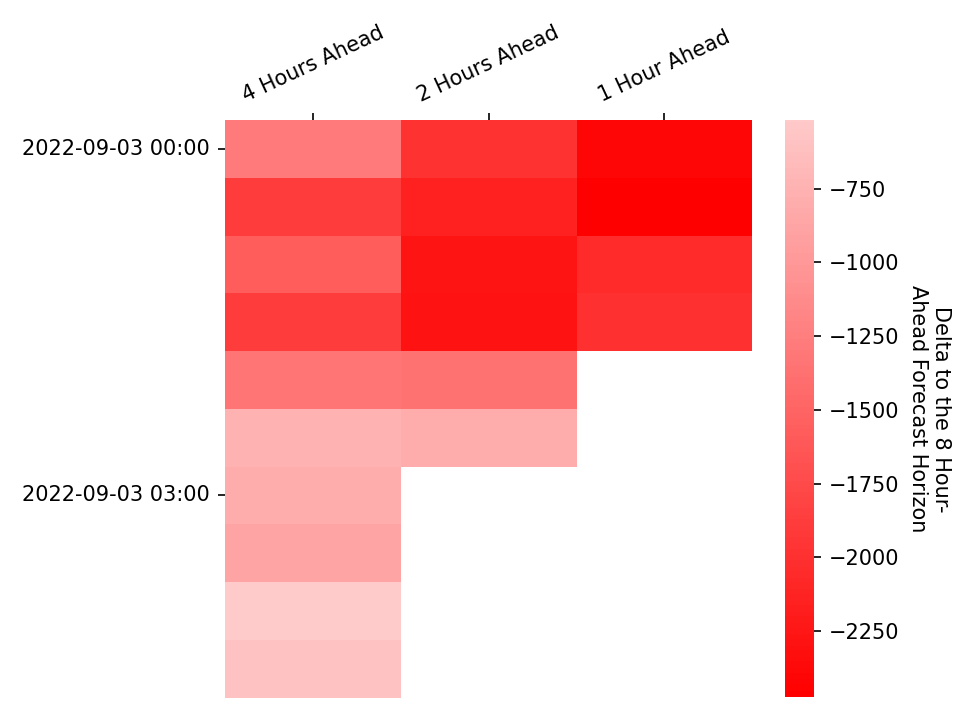 4 Hours Ahead
2 Hours Ahead
1 Hour Ahead
2022-09-03 00:00
2022-09-03 03:00
−750
−1000
−1250
−1500
−1750
−2000
−2250
Delta to the 8 Hour-
Ahead Forecast Horizon